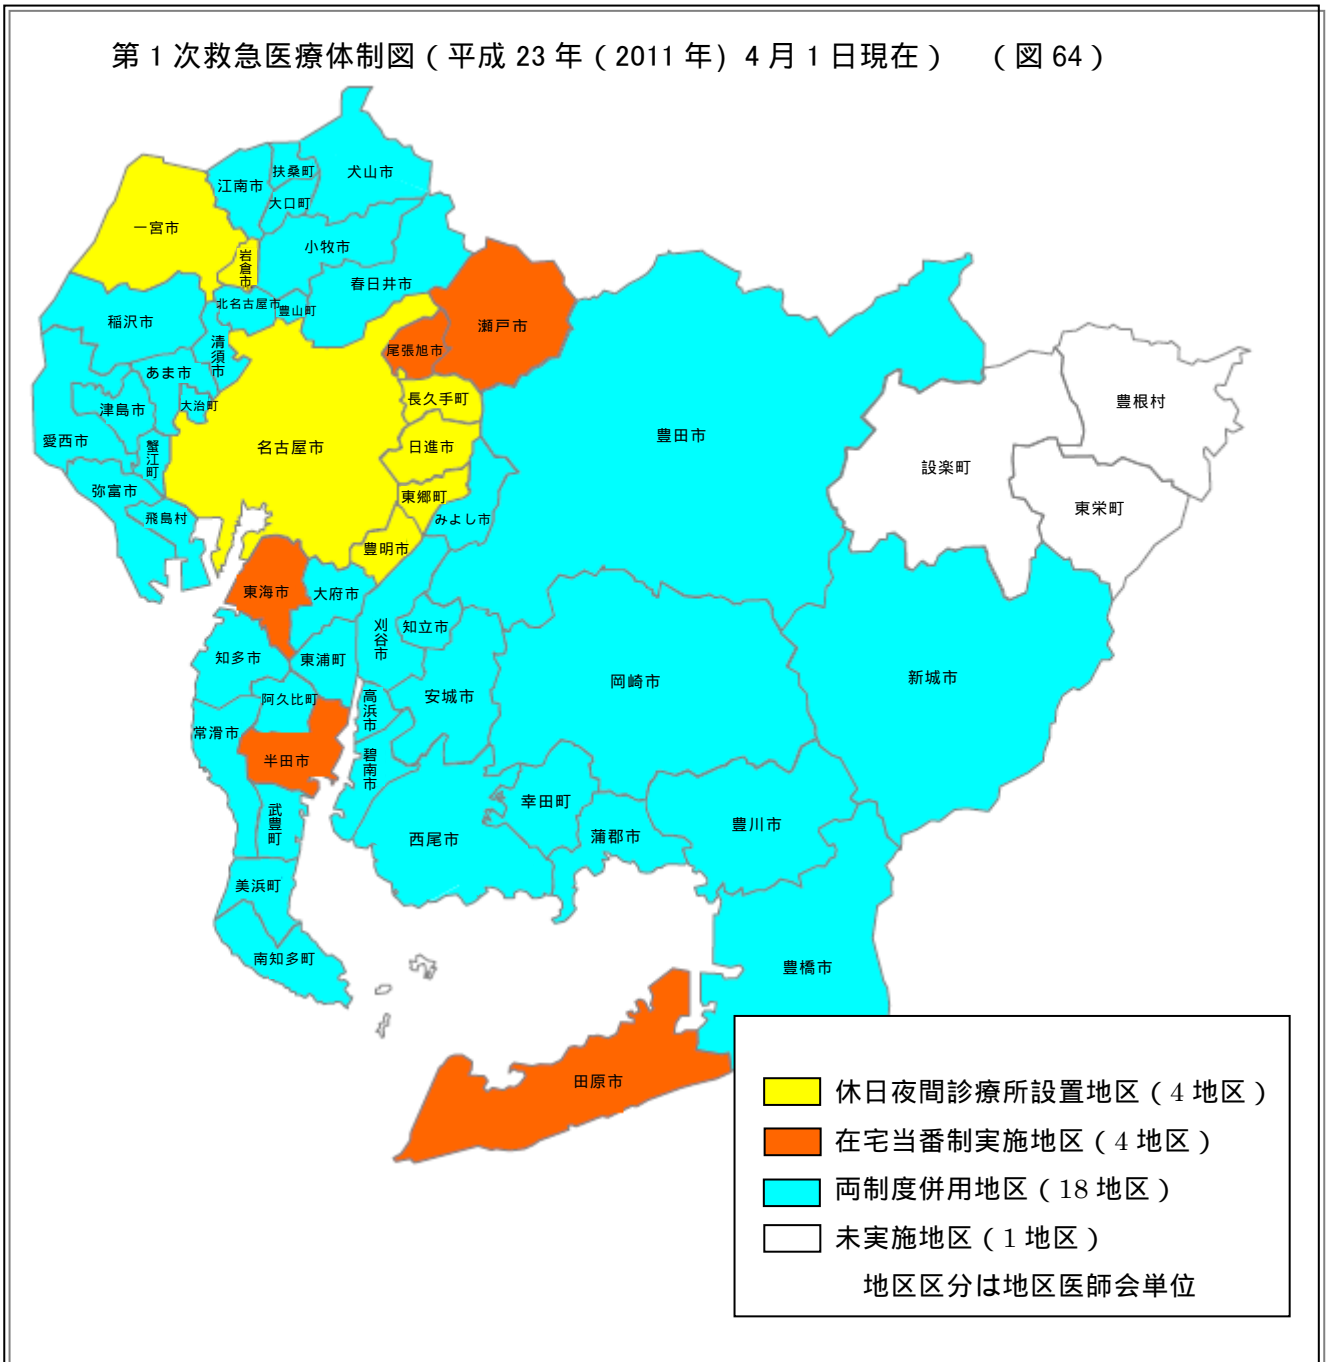 第1次救急医療体制図(平成23年(2011年)4月1日現在) (図64)
犬山市
扶桑町
江南市
大口町
一宮市
小牧市
岩倉市
春日井市
北名古屋市
豊山町
稲沢市
瀬戸市
清須市
尾張旭市
あま市
長久手町
豊根村
津島市
大治町
豊田市
愛西市
名古屋市
日進市
蟹江町
設楽町
弥富市
東郷町
東栄町
飛島村
みよし市
豊明市
東海市
大府市
刈谷市
知立市
知多市
東浦町
岡崎市
新城市
阿久比町
高浜市
安城市
常滑市
半田市
碧南市
幸田町
武豊町
豊川市
蒲郡市
西尾市
美浜町
南知多町
豊橋市
田原市
休日夜間診療所設置地区(4地区)
在宅当番制実施地区(4地区)
両制度併用地区(18地区)
未実施地区(1地区)
地区区分は地区医師会単位